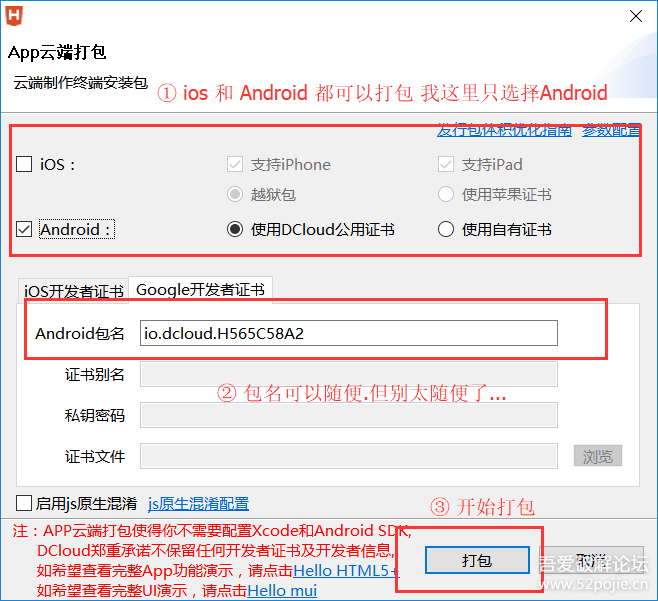 App云端打包
云端制作终端安装包
① ios 和 Android 都可以打包 我这里只选择Android
发行包体积优化指南 参数配置
iOS： 支持iPhone 支持iPad
越狱包 使用苹果证书
Android： 使用DCloud公用证书 使用自有证书
iOS开发者证书 Google开发者证书
Android包名 io.dcloud.H565C58A2
证书别名
② 包名可以随便.但别太随便了...
私钥密码
证书文件 浏览
启用js原生混淆 js原生混淆配置
③ 开始打包
注：APP云端打包使得你不需要配置Xcode和Android SDK,
DCloud郑重承诺不保留任何开发者证书及开发者信息,
如希望查看完整App功能演示，请点击Hello HTML5+
如希望查看完整UI演示，请点击Hello mui
打包 取消
吾爱破解论坛
www.52pojie.cn